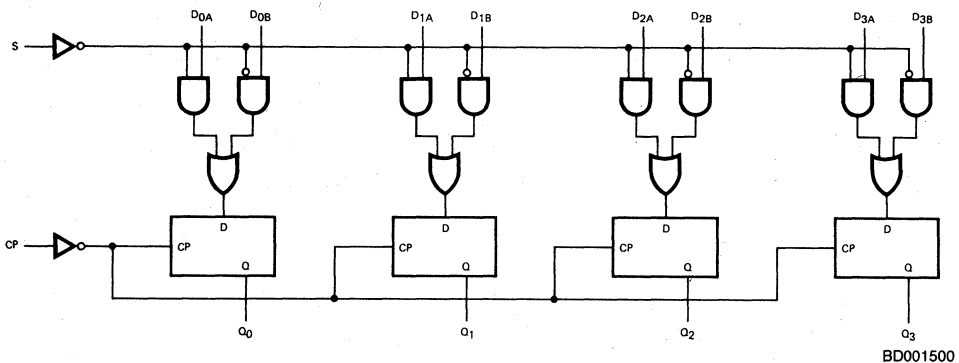 D0A D0B D1A D1B D2A D2B D3A D3B
S
D D D D
CP CP CP CP CP
Q Q Q Q
Q0 Q1 Q2 Q3
BD001500